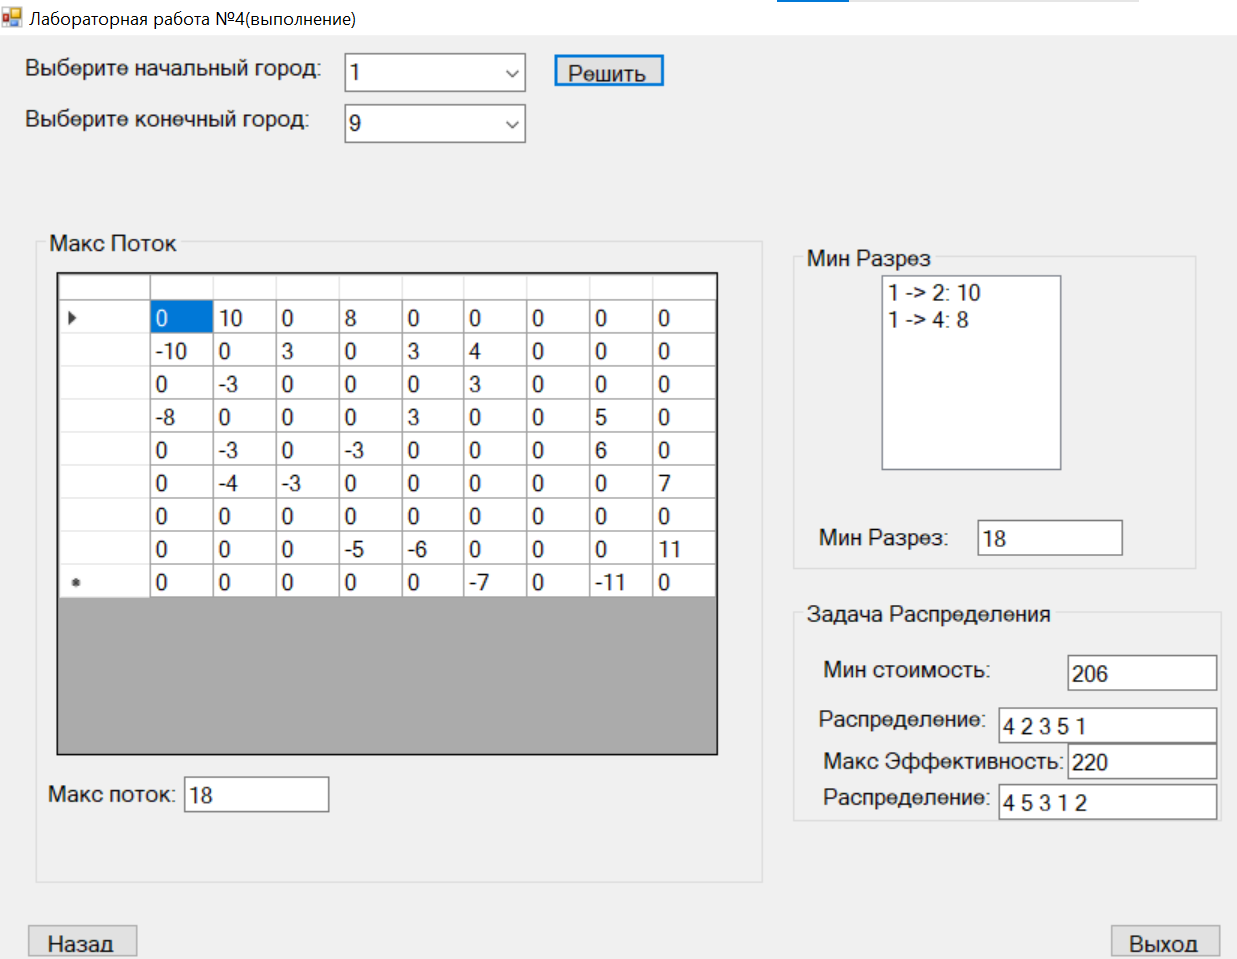 Лабораторная работа №4(выполнение)
Выберите начальный город: 1 Решить
Выберите конечный город: 9
Макс Поток
0 10 0 8 0 0 0 0 0
-10 0 3 0 3 4 0 0 0
0 -3 0 0 0 3 0 0 0
-8 0 0 0 3 0 0 5 0
0 -3 0 -3 0 0 0 6 0
0 -4 -3 0 0 0 0 0 7
0 0 0 0 0 0 0 0 0
0 0 0 -5 -6 0 0 0 11
0 0 0 0 0 -7 0 -11 0
Макс поток: 18
Мин Разрез
1 -> 2: 10
1 -> 4: 8
Мин Разрез: 18
Задача Распределения
Мин стоимость: 206
Распределение: 4 2 3 5 1
Макс Эффективность: 220
Распределение: 4 5 3 1 2
Назад
Выход